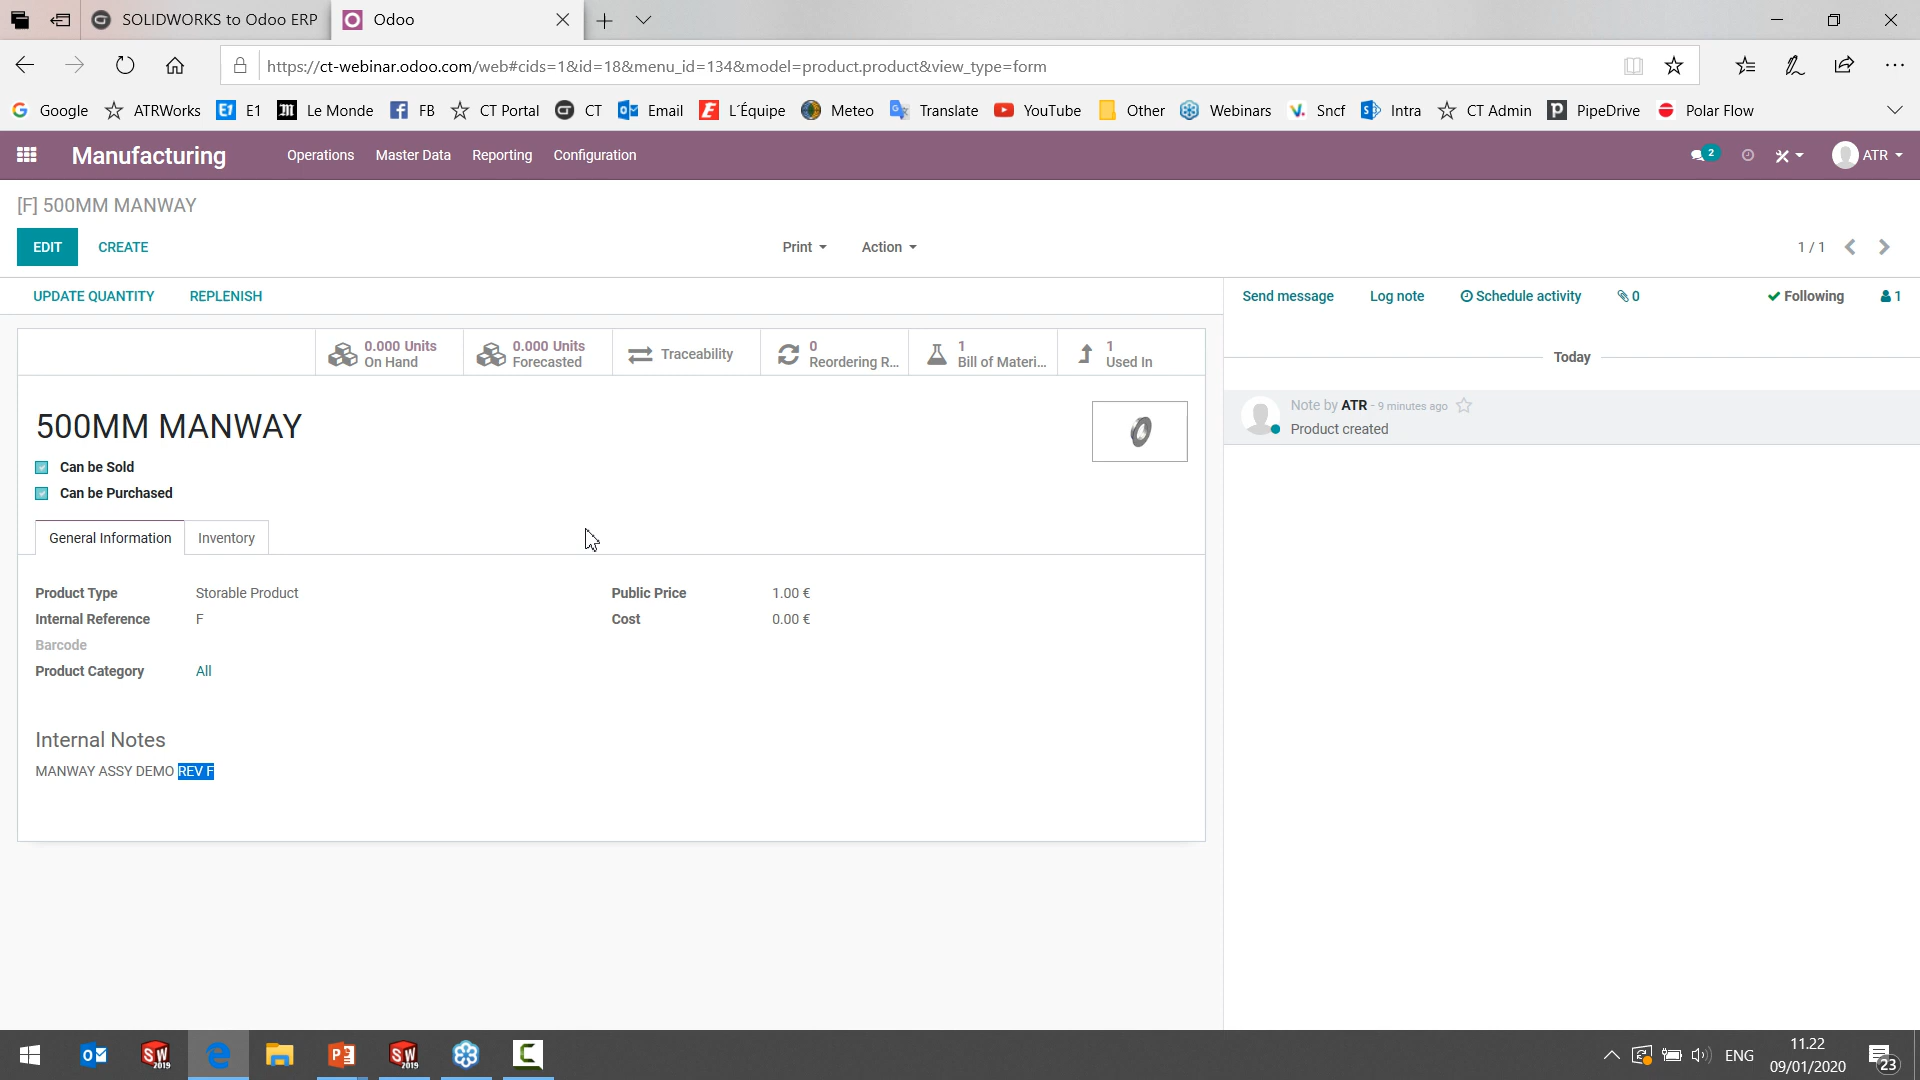 SOLIDWORKS to Odoo ERP
Odoo
https://ct-webinar.odoo.com/web#cids=1&id=18&menu_id=134&model=product.product&view_type=form
Google ATRWorks E1 Le Monde FB CT Portal CT Email L´Équipe Meteo Translate YouTube Other Webinars Sncf Intra CT Admin PipeDrive Polar Flow
Manufacturing Operations Master Data Reporting Configuration 2 ATR
[F] 500MM MANWAY
EDIT CREATE Print Action 1 / 1
UPDATE QUANTITY REPLENISH Send message Log note Schedule activity 0 Following 1
0.000 Units
On Hand
0.000 Units
Forecasted
Traceability
0
Reordering R...
1
Bill of Materi...
1
Used In
Today
500MM MANWAY
Note by ATR - 9 minutes ago
Product created
Can be Sold
Can be Purchased
General Information Inventory
Product Type Storable Product
Internal Reference F
Barcode
Product Category All
Public Price 1.00 €
Cost 0.00 €
Internal Notes
MANWAY ASSY DEMO REV F
ENG
11.22
09/01/2020
23